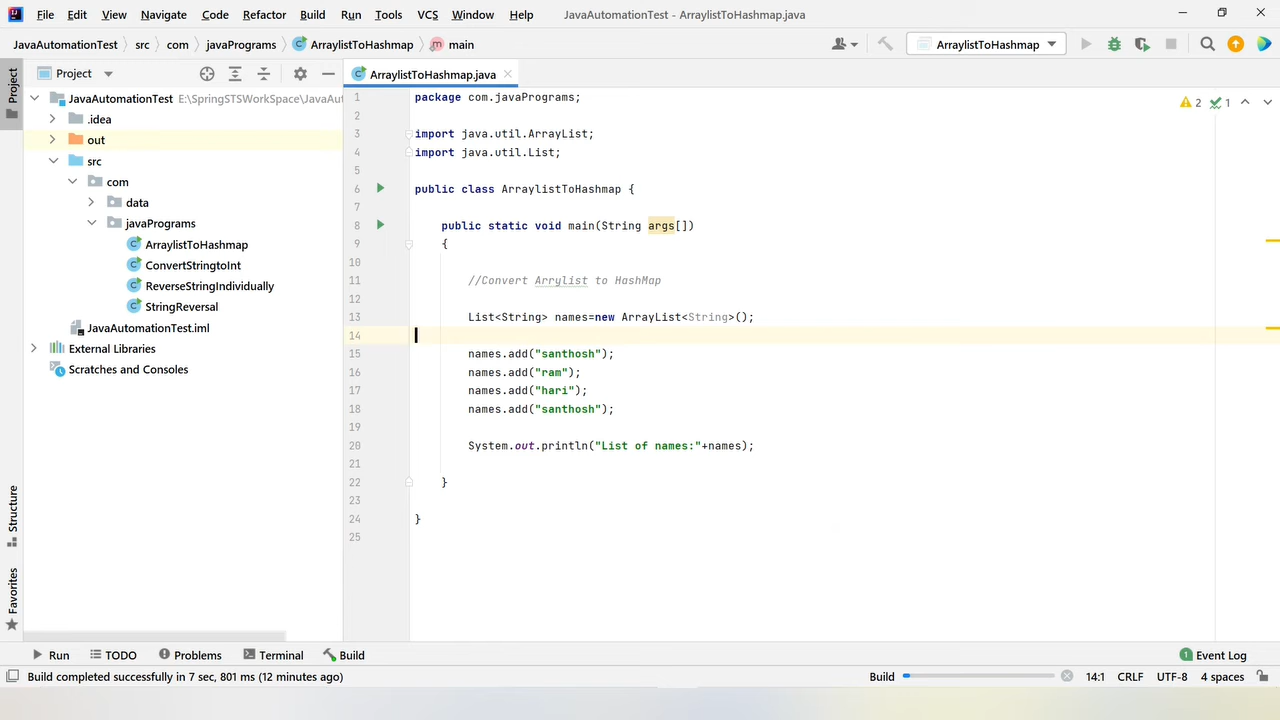 File Edit View Navigate Code Refactor Build Run Tools VCS Window Help JavaAutomationTest - ArraylistToHashmap.java
JavaAutomationTest src com javaPrograms ArraylistToHashmap main ArraylistToHashmap
Project
Project
ArraylistToHashmap.java
JavaAutomationTest E:\SpringSTSWorkSpace\JavaAut
.idea
out
src
com
data
javaPrograms
ArraylistToHashmap
ConvertStringtoInt
ReverseStringIndividually
StringReversal
JavaAutomationTest.iml
External Libraries
Scratches and Consoles
1 package com.javaPrograms;
2
3 import java.util.ArrayList;
4 import java.util.List;
5
6 public class ArraylistToHashmap {
7
8 public static void main(String args[])
9 {
10
11 //Convert Arrylist to HashMap
12
13 List<String> names=new ArrayList<String>();
14
15 names.add("santhosh");
16 names.add("ram");
17 names.add("hari");
18 names.add("santhosh");
19
20 System.out.println("List of names:"+names);
21
22 }
23
24 }
25
2 1
Structure
Favorites
Run TODO Problems Terminal Build 1 Event Log
Build completed successfully in 7 sec, 801 ms (12 minutes ago) Build 14:1 CRLF UTF-8 4 spaces